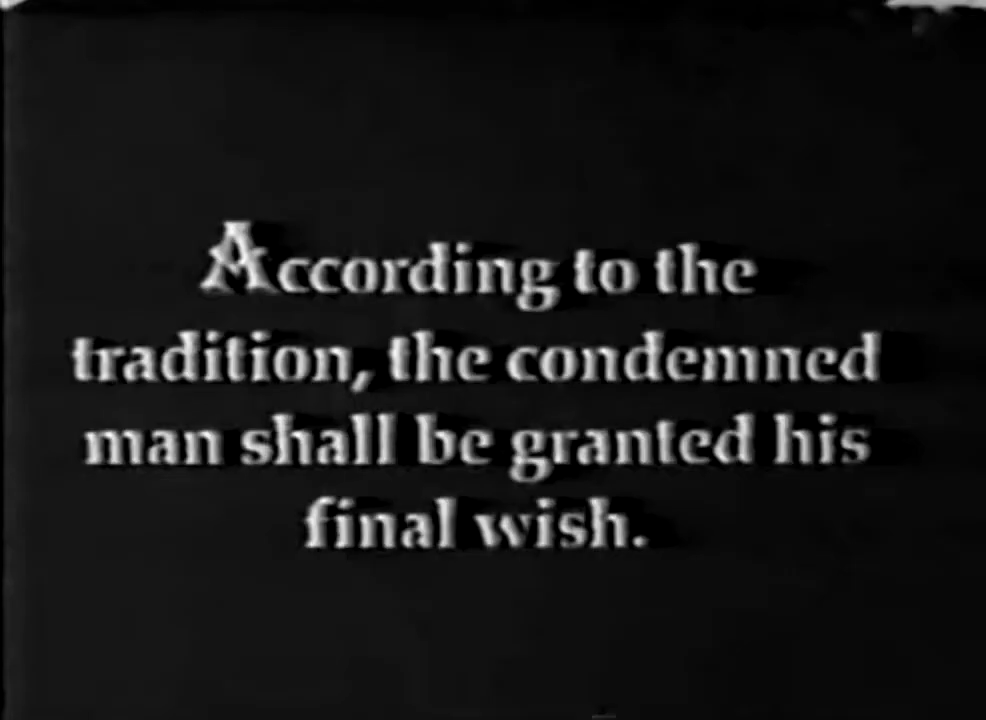 According to the
tradition, the condemned
man shall be granted his
final wish.